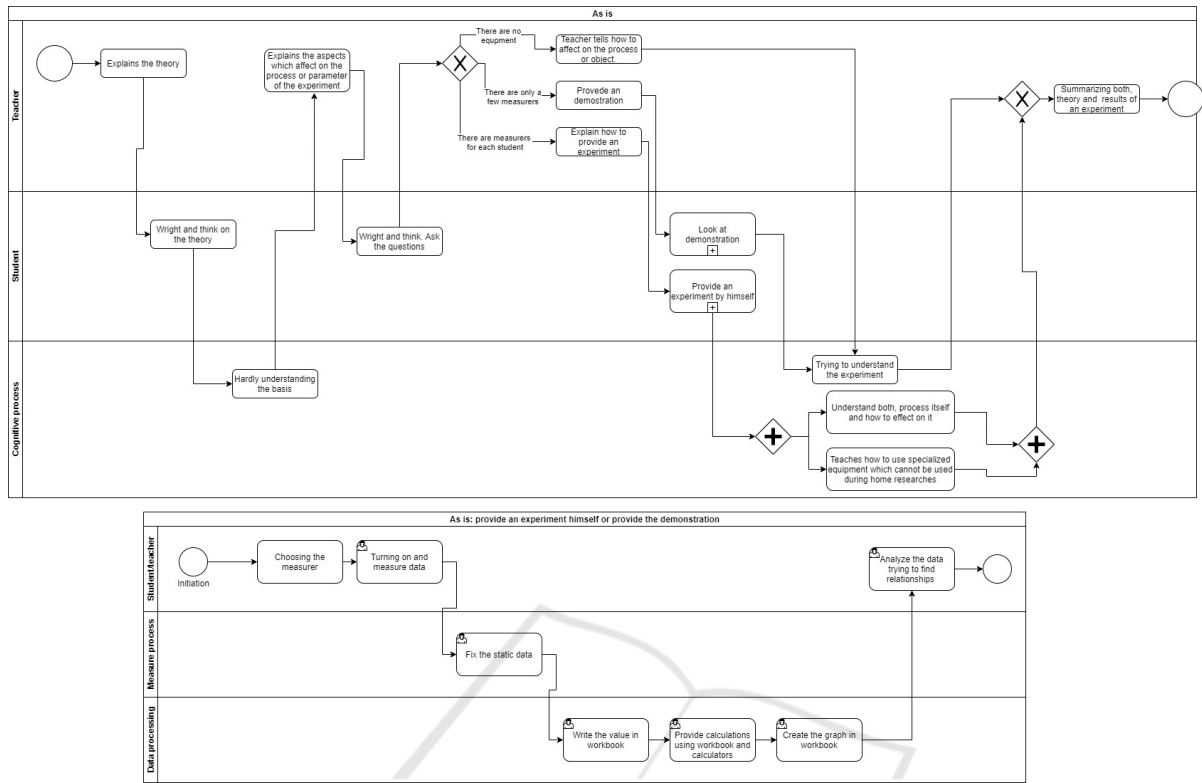 As is
Teacher
Explains the theory
Explains the aspects
which affect on the
process or parameter
of the experiment
There are no
equpment
Teacher tells how to
affect on the process
or object
There are only a
few measurers
Provede an
demostration
There are measurers
for each student
Explain how to
provide an
experiment
Summarizing both,
theory and results of
an experiment
Student
Wright and think on
the theory
Wright and think. Ask
the questions
Look at
demonstration
Provide an
experiment by himself
Cognitive process
Hardly understanding
the basis
Trying to understand
the experiment
Understand both, process itself
and how to effect on it
Teaches how to use specialized
equipment which cannot be used
during home researches
As is: provide an experiment himself or provide the demonstration
Student/teacher
Initiation
Choosing the
measurer
Turning on and
measure data
Analyze the data
trying to find
relationships
Measure process
Fix the static data
Data processing
Write the value in
workbook
Provide calculations
using workbook and
calculators
Create the graph in
workbook